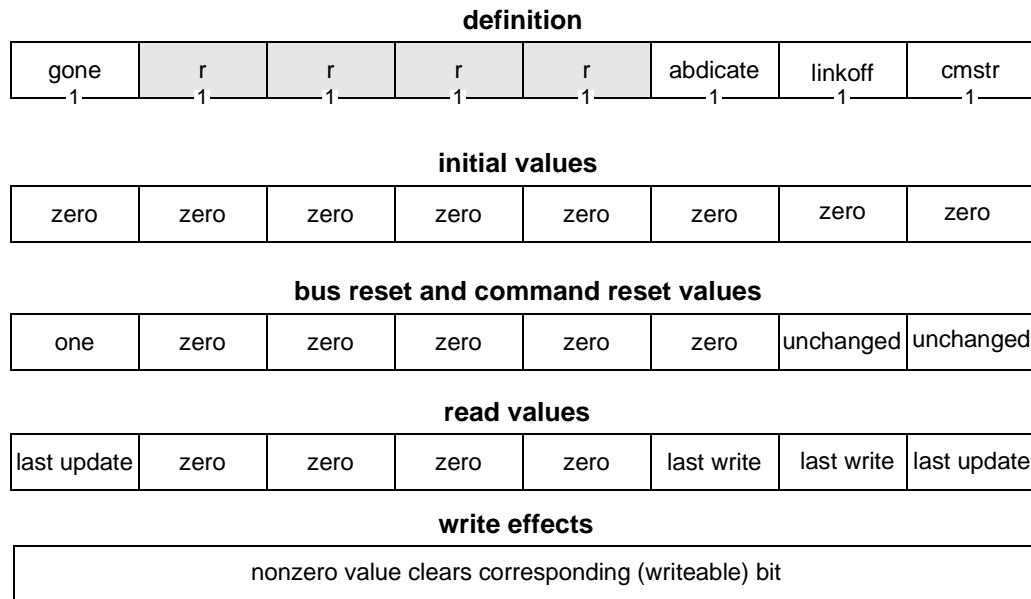 definition
gone r r r r abdicate linkoff cmstr
1 1 1 1 1 1 1 1
initial values
zero zero zero zero zero zero zero zero
bus reset and command reset values
one zero zero zero zero zero unchanged unchanged
read values
last update zero zero zero zero last write last write last update
write effects
nonzero value clears corresponding (writeable) bit